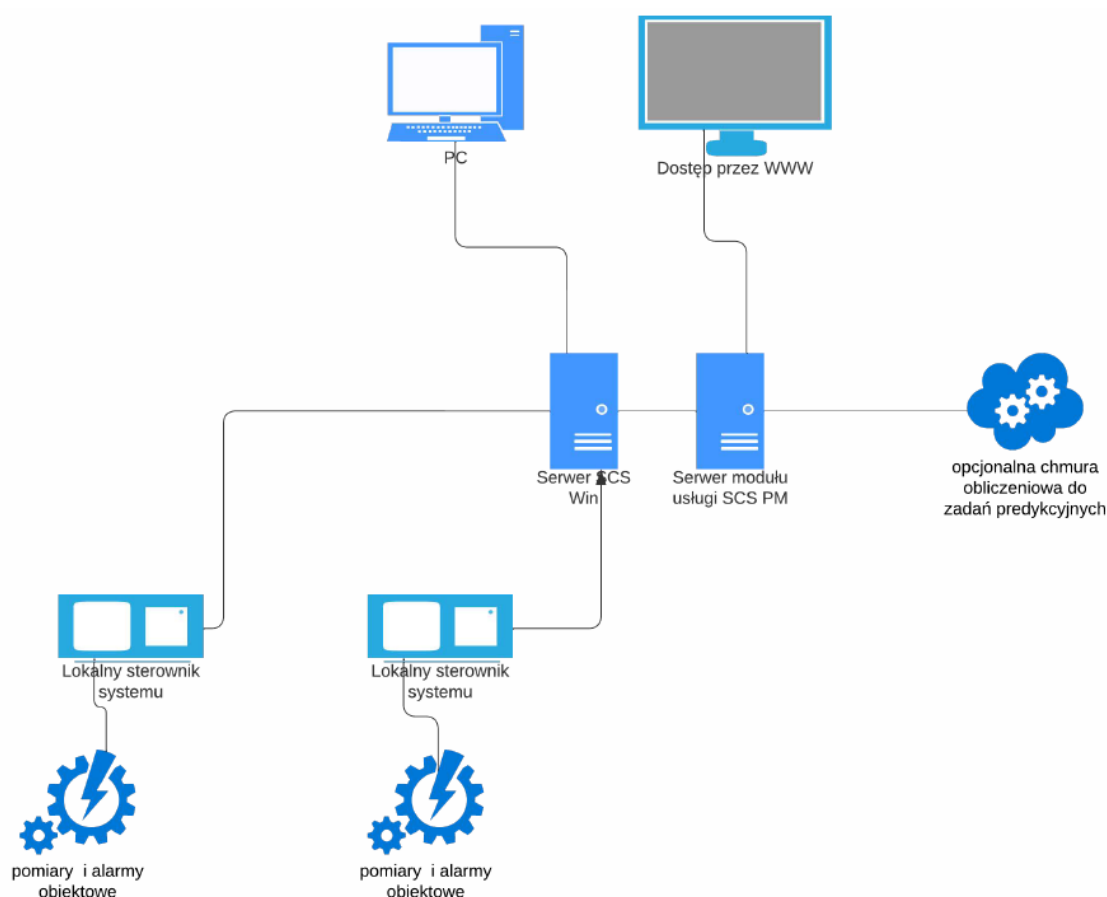 PC
Dostęp przez WWW
Serwer SCS
Win
Serwer modułu
usługi SCS PM
opcjonalna chmura
obliczeniowa do
zadań predykcyjnych
Lokalny sterownik
systemu
Lokalny sterownik
systemu
pomiary i alarmy
obiektowe
pomiary i alarmy
obiektowe